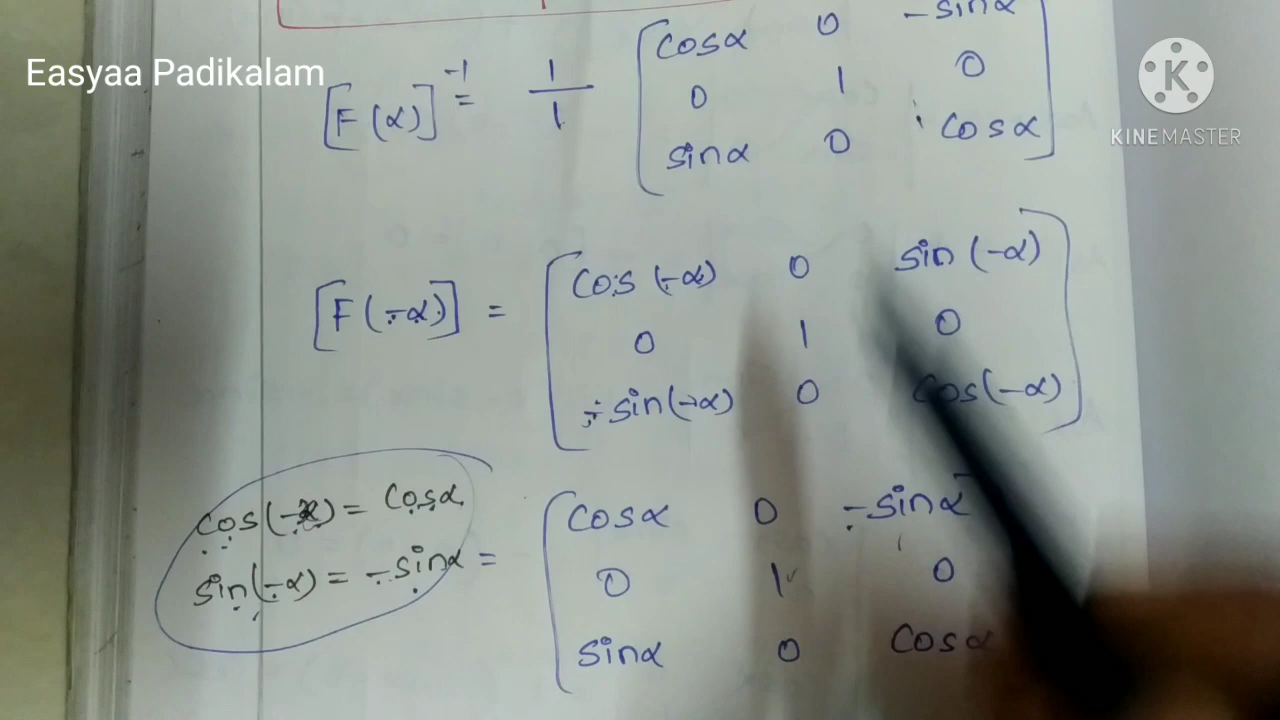 Easyaa Padikalam
KINEMASTER
[F(α)]⁻¹ = 1/1 [cosα 0 -sinα
0 1 0
sinα 0 cosα]
[F(-α)] = [cos(-α) 0 sin(-α)
0 1 0
-sin(-α) 0 cos(-α)]
cos(-α) = cosα
sin(-α) = -sinα
= [cosα 0 -sinα
0 1 0
sinα 0 cosα